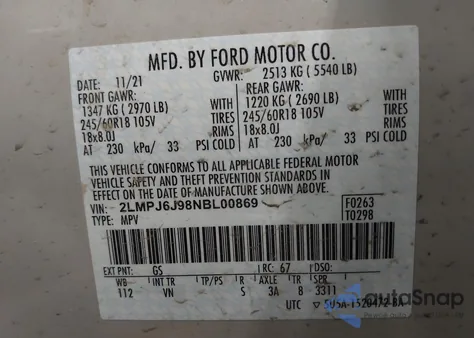 MFD. BY FORD MOTOR CO.
DATE: 11/21 GVWR: 2513 KG ( 5540 LB)
FRONT GAWR: REAR GAWR:
1347 KG ( 2970 LB) WITH 1220 KG ( 2690 LB) WITH
245/60R18 105V TIRES 245/60R18 105V TIRES
18x8.0J RIMS 18x8.0J RIMS
AT 230 kPa/ 33 PSI COLD AT 230 kPa/ 33 PSI COLD
THIS VEHICLE CONFORMS TO ALL APPLICABLE FEDERAL MOTOR
VEHICLE SAFETY AND THEFT PREVENTION STANDARDS IN
EFFECT ON THE DATE OF MANUFACTURE SHOWN ABOVE.
VIN: 2LMPJ6J98NBL00869 F0263
TYPE: MPV T0298
EXT PNT: GS RC: 67 DSO:
WB INT TR TP/PS R AXLE TR SPR
112 VN S 3A 8 3311
UTC
autoSnap